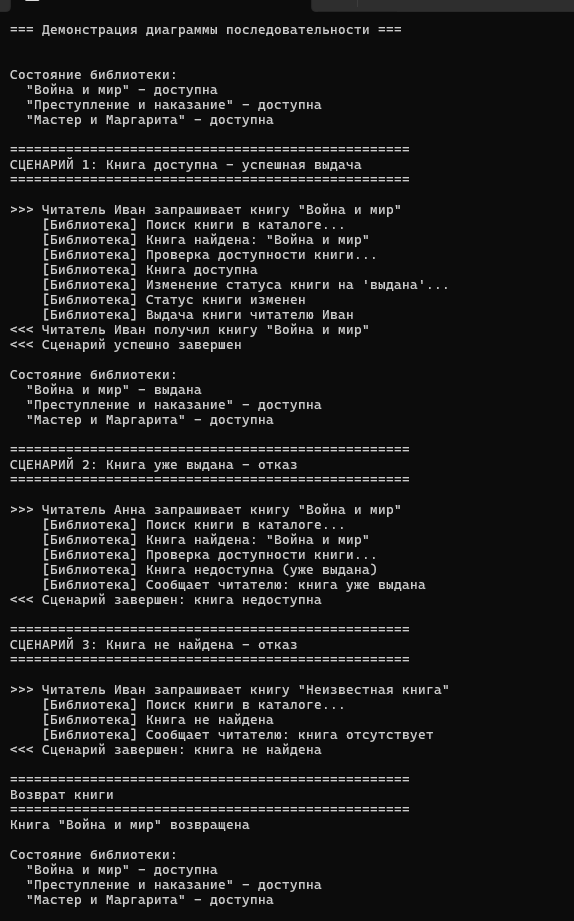 === Демонстрация диаграммы последовательности ===
Состояние библиотеки:
"Война и мир" - доступна
"Преступление и наказание" - доступна
"Мастер и Маргарита" - доступна
==================================================
СЦЕНАРИЙ 1: Книга доступна - успешная выдача
==================================================
>>> Читатель Иван запрашивает книгу "Война и мир"
[Библиотека] Поиск книги в каталоге...
[Библиотека] Книга найдена: "Война и мир"
[Библиотека] Проверка доступности книги...
[Библиотека] Книга доступна
[Библиотека] Изменение статуса книги на 'выдана'...
[Библиотека] Статус книги изменен
[Библиотека] Выдача книги читателю Иван
<<< Читатель Иван получил книгу "Война и мир"
<<< Сценарий успешно завершен
Состояние библиотеки:
"Война и мир" - выдана
"Преступление и наказание" - доступна
"Мастер и Маргарита" - доступна
==================================================
СЦЕНАРИЙ 2: Книга уже выдана - отказ
==================================================
>>> Читатель Анна запрашивает книгу "Война и мир"
[Библиотека] Поиск книги в каталоге...
[Библиотека] Книга найдена: "Война и мир"
[Библиотека] Проверка доступности книги...
[Библиотека] Книга недоступна (уже выдана)
[Библиотека] Сообщает читателю: книга уже выдана
<<< Сценарий завершен: книга недоступна
==================================================
СЦЕНАРИЙ 3: Книга не найдена - отказ
==================================================
>>> Читатель Иван запрашивает книгу "Неизвестная книга"
[Библиотека] Поиск книги в каталоге...
[Библиотека] Книга не найдена
[Библиотека] Сообщает читателю: книга отсутствует
<<< Сценарий завершен: книга не найдена
==================================================
Возврат книги
==================================================
Книга "Война и мир" возвращена
Состояние библиотеки:
"Война и мир" - доступна
"Преступление и наказание" - доступна
"Мастер и Маргарита" - доступна